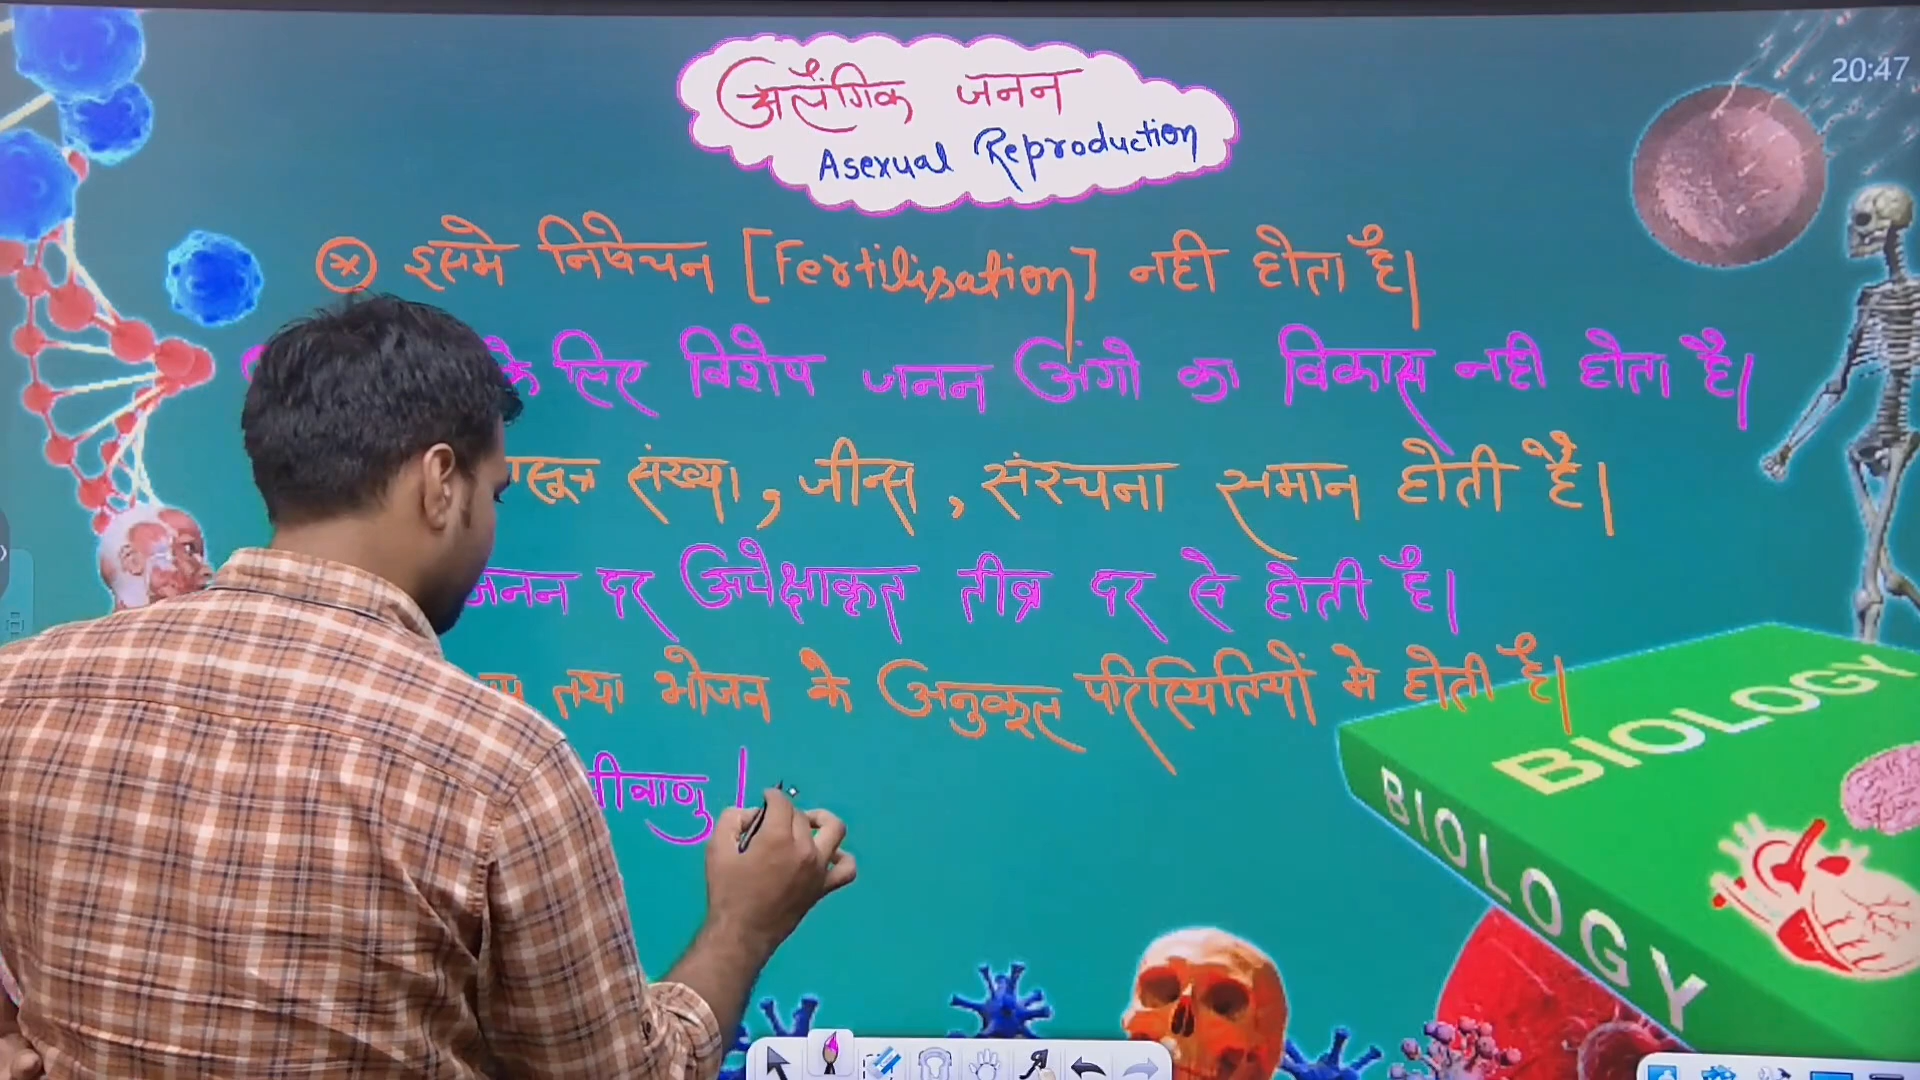 20:47
अलैंगिक जनन
Asexual Reproduction
इसमे निषेचन [Fertilisation] नही होता है।
के लिए विशेष जनन अंगो का विकास नही होता है।
संख्या, जीन्स, संरचना समान होती है।
जनन दर अपेक्षाकृत तीव्र दर से होती है।
तथा भोजन के अनुकूल परिस्थितियों मे होती है।
BIOLOGY
BIOLOGY